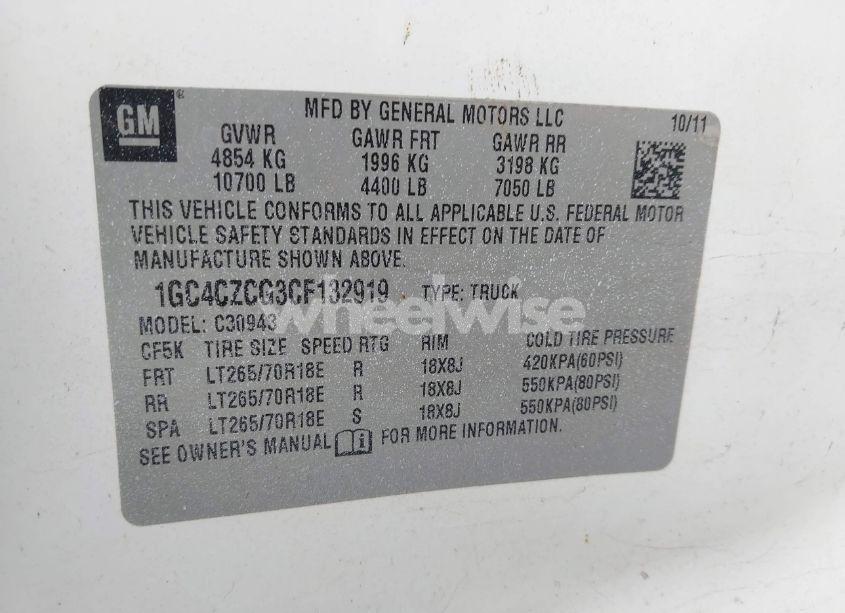 GM®
MFD BY GENERAL MOTORS LLC 10/11
GVWR GAWR FRT GAWR RR
4854 KG 1996 KG 3198 KG
10700 LB 4400 LB 7050 LB
THIS VEHICLE CONFORMS TO ALL APPLICABLE U.S. FEDERAL MOTOR
VEHICLE SAFETY STANDARDS IN EFFECT ON THE DATE OF
MANUFACTURE SHOWN ABOVE.
1GC4CZCG3CF132919 TYPE: TRUCK
wheelwise
MODEL: C30943
CF5K TIRE SIZE SPEED RTG RIM COLD TIRE PRESSURE
FRT LT265/70R18E R 18X8J 420KPA(60PSI)
RR LT265/70R18E R 18X8J 550KPA(80PSI)
SPA LT265/70R18E S 18X8J 550KPA(80PSI)
SEE OWNER'S MANUAL FOR MORE INFORMATION.